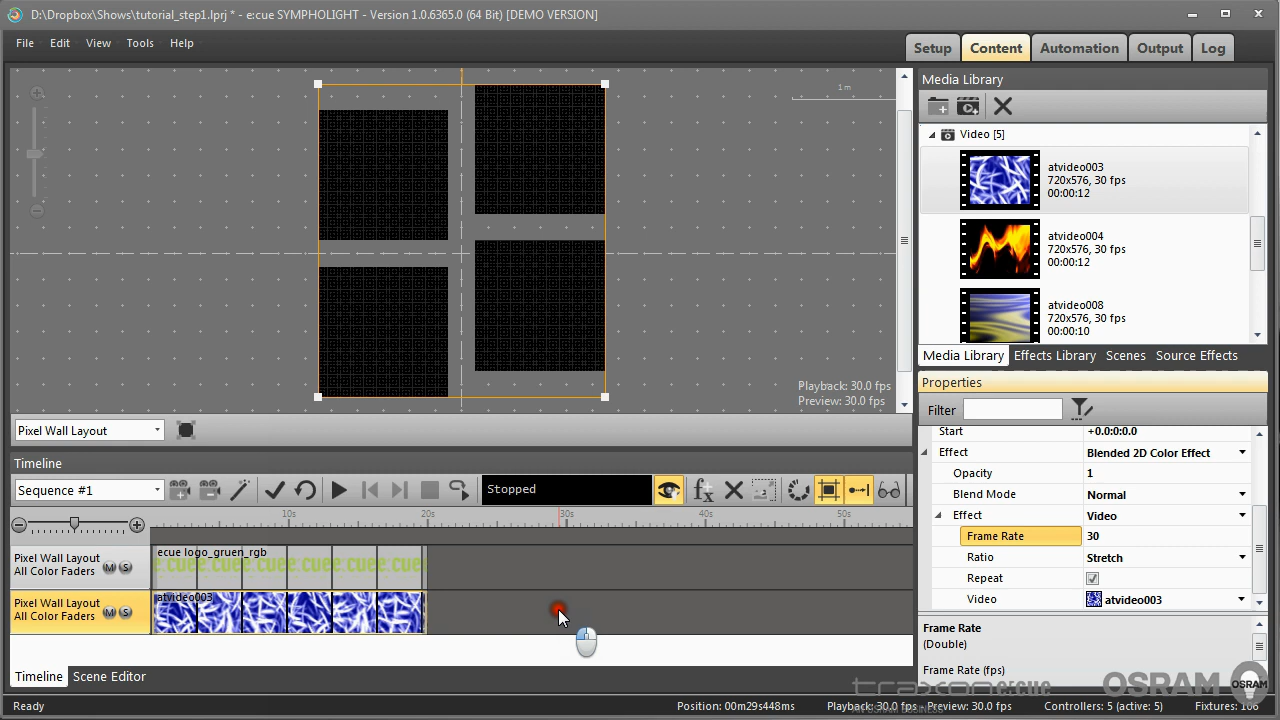 D:\Dropbox\Shows\tutorial_step1.lprj * - e:cue SYMPHOLIGHT - Version 1.0.6365.0 (64 Bit) [DEMO VERSION]
File Edit View Tools Help
Setup Content Automation Output Log
1 m
Playback: 30.0 fps
Preview: 30.0 fps
Pixel Wall Layout
Media Library
Video [5]
atvideo003
720x576, 30 fps
00:00:12
atvideo004
720x576, 30 fps
00:00:12
atvideo008
720x576, 30 fps
00:00:10
Media Library Effects Library Scenes Source Effects
Properties
Filter
Start +0.0:0:0.0
Effect Blended 2D Color Effect
Opacity 1
Blend Mode Normal
Effect Video
Frame Rate 30
Ratio Stretch
Repeat
Video atvideo003
Frame Rate
(Double)
Frame Rate (fps)
Timeline
Sequence #1
fx
Stopped
10s 20s 30s 40s 50s
Pixel Wall Layout
All Color Faders M S
ecue logo_gruen_rgb
Pixel Wall Layout
All Color Faders M S
atvideo003
Timeline Scene Editor
traxon e:cue
OSRAM
OSRAM
Ready
Position: 00m29s448ms Playback: 30.0 fps Preview: 30.0 fps Controllers: 5 (active: 5) Fixtures: 106